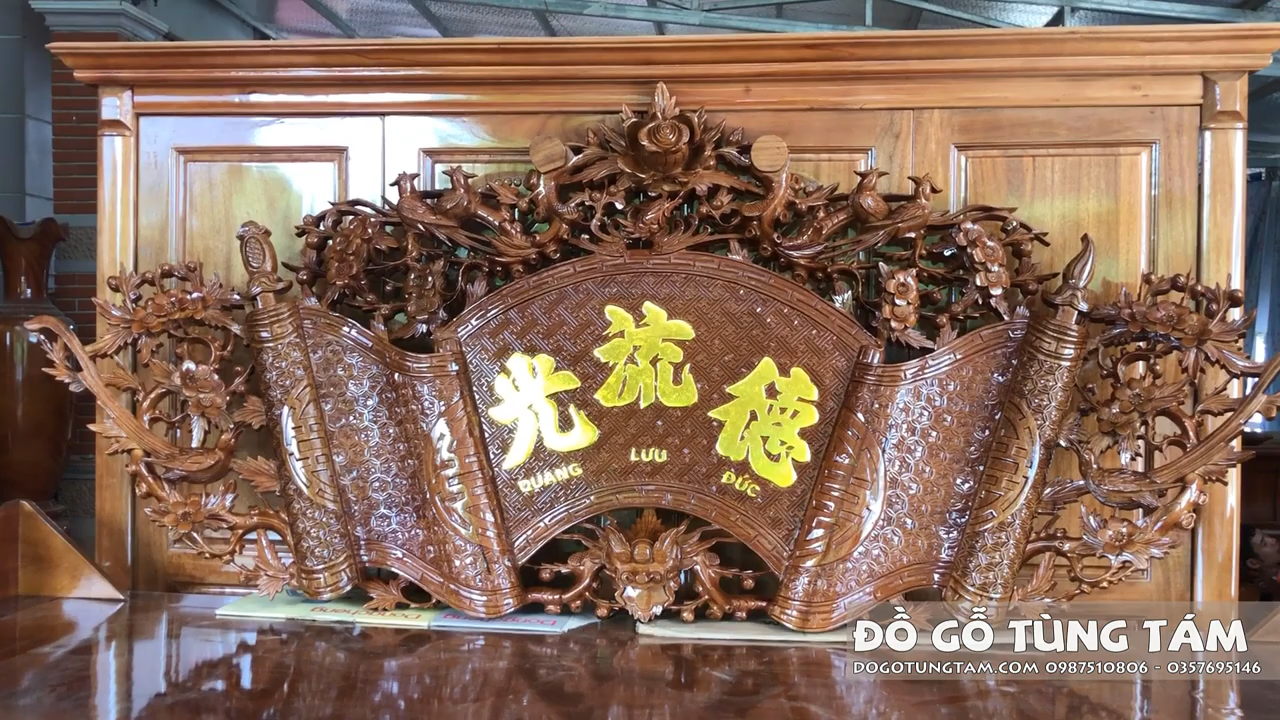 德流光
ĐỨC LƯU QUANG
ĐỒ GỖ TÙNG TÁM
DOGOTUNGTAM.COM 0987510806 - 0357695146